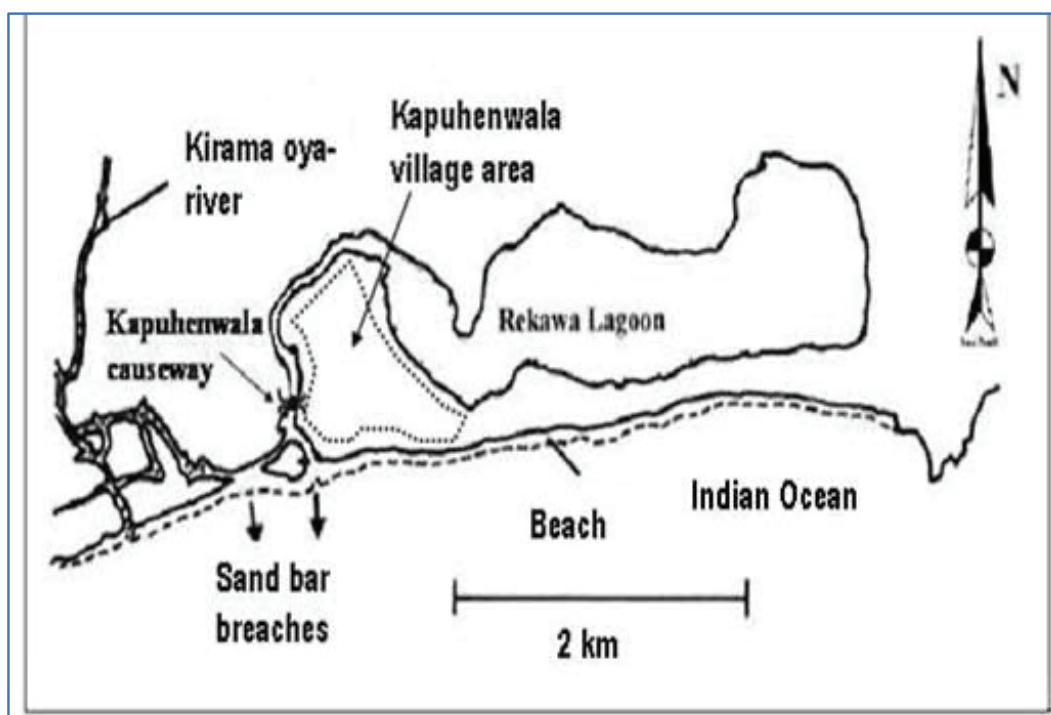 N
Kapuhenwala
village area
Kirama oya-
river
Kapuhenwala
causeway
Rekawa Lagoon
Indian Ocean
Beach
Sand bar
breaches
2 km